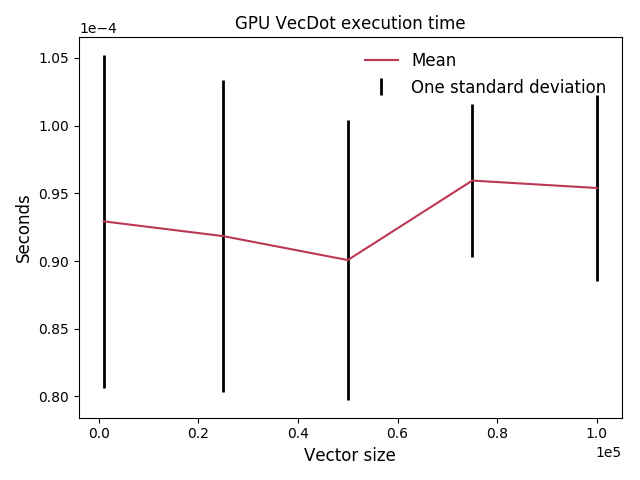 GPU VecDot execution time
1e−4
Mean
One standard deviation
1.05
1.00
0.95
0.90
0.85
0.80
Seconds
0.0 0.2 0.4 0.6 0.8 1.0
1e5
Vector size